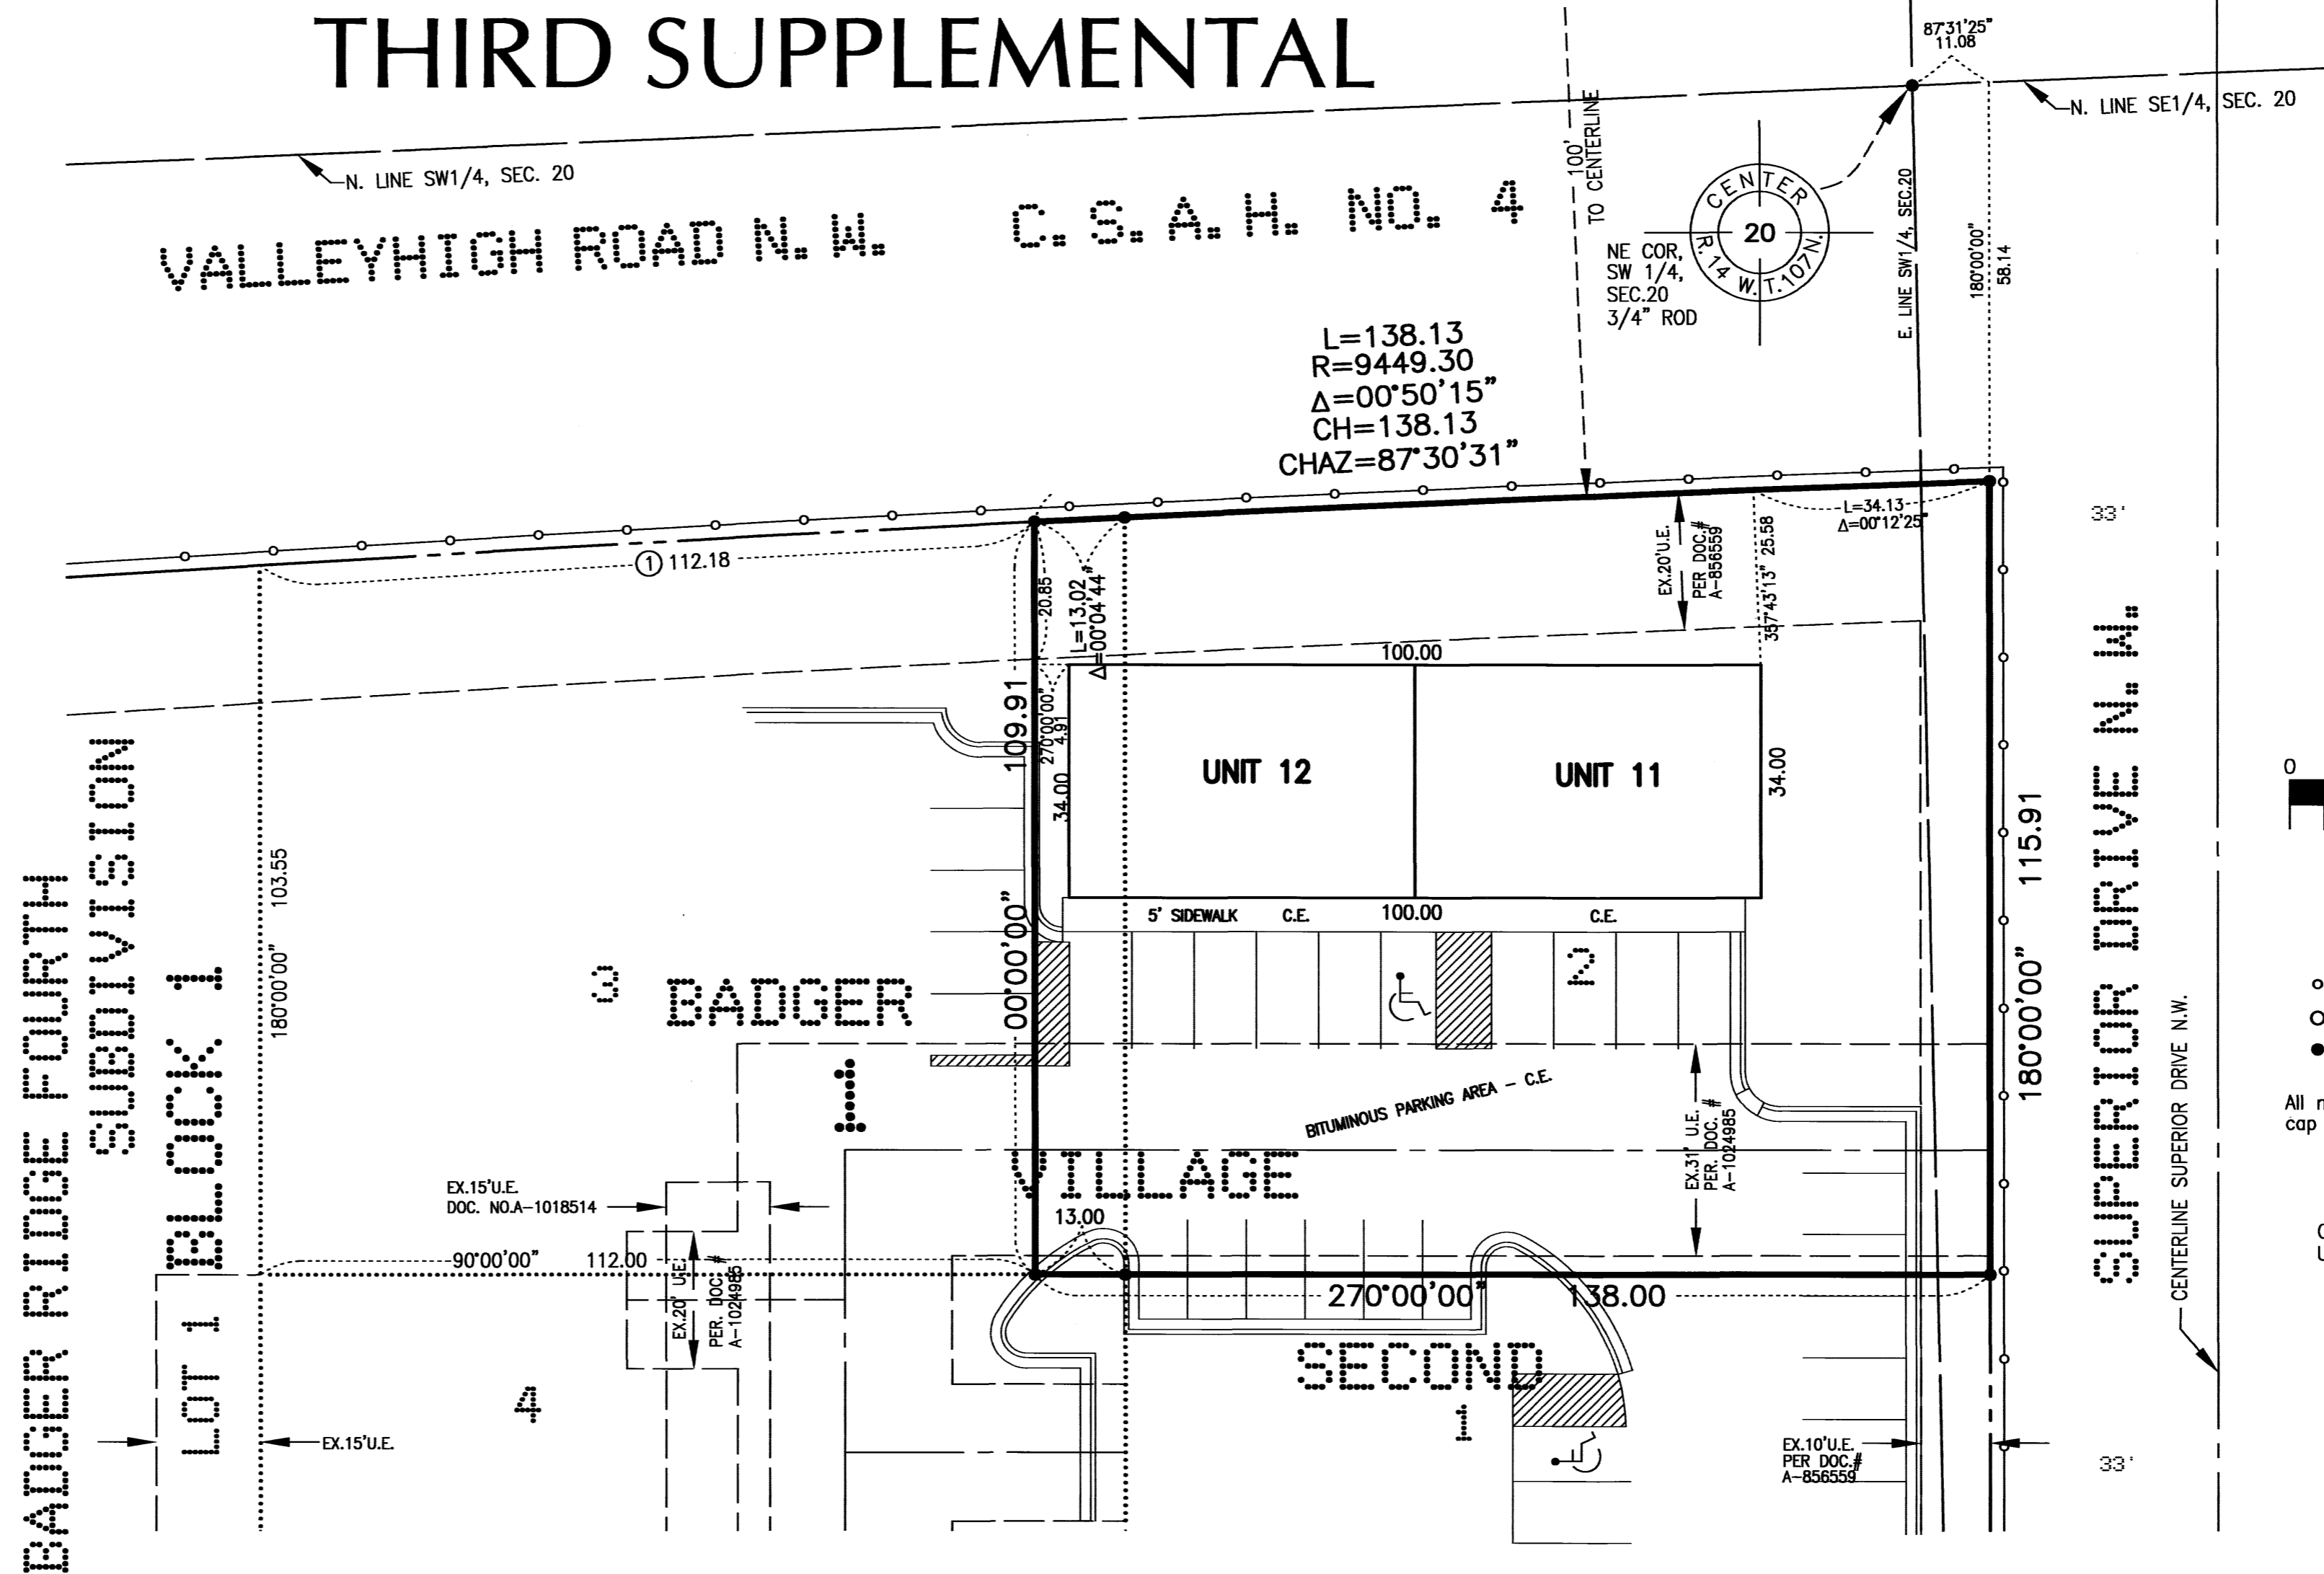 THIRD SUPPLEMENTAL
87°31'25"
11.08
N. LINE SE1/4, SEC. 20
N. LINE SW1/4, SEC. 20
VALLEYHIGH ROAD N.W.
C.S.A.H. NO. 4
100'
TO CENTERLINE
CENTER
20
R.14 W. T.107N.
NE COR,
SW 1/4,
SEC.20
3/4" ROD
E. LINE SW1/4, SEC.20
180°00'00"
58.14
L=138.13
R=9449.30
Δ=00°50'15"
CH=138.13
CHAZ=87°30'31"
L=34.13
Δ=00°12'25"
33'
1 112.18
20.85
L=13.02
Δ=00°04'44"
EX.20'U.E.
PER DOC.#
A-856559
357°43'13" 25.58
100.00
109.91
00°00'00"
270°00'00"
4.91
34.00
UNIT 12
UNIT 11
34.00
5' SIDEWALK C.E.
100.00
C.E.
0
180°00'00" 103.55
180°00'00" 115.91
SUPERIOR DRIVE N.W.
CENTERLINE SUPERIOR DRIVE N.W.
BADGER RIDGE FOURTH
SUBDIVISION
BLOCK 1
LOT 1
3
BADGER
2
1
BITUMINOUS PARKING AREA - C.E.
EX.31' U.E.
PER. DOC. #
A-1024985
All
cap
VILLAGE
EX.15'U.E.
DOC. NO.A-1018514
13.00
90°00'00" 112.00
EX.20' U.E.
PER. DOC. #
A-1024985
270°00'00" 138.00
SECOND
4
1
EX.15'U.E.
EX.10'U.E.
PER DOC.#
A-856559
33'